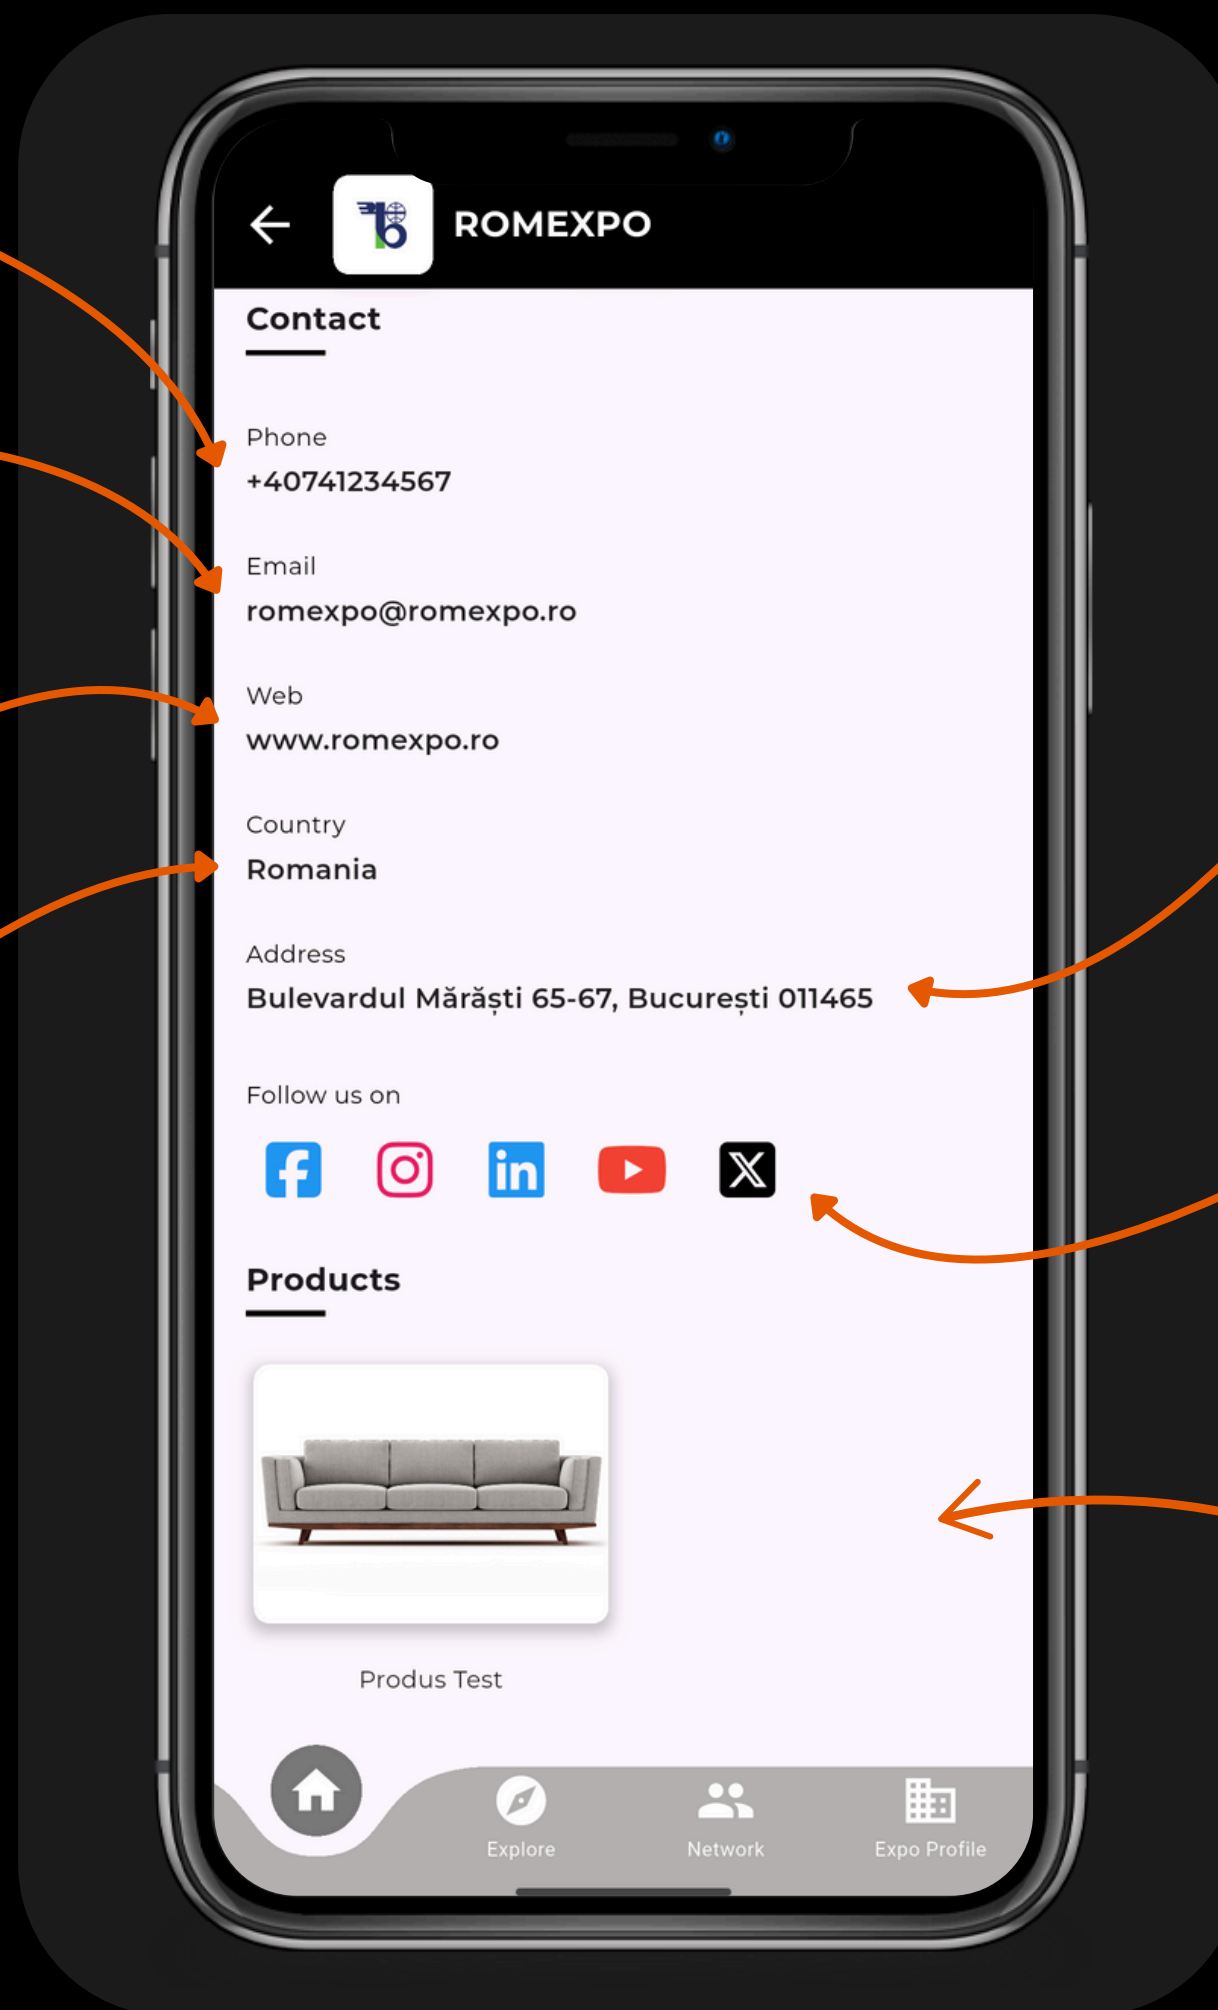 ROMEXPO
Contact
Phone
+40741234567
Email
romexpo@romexpo.ro
Web
www.romexpo.ro
Country
Romania
Address
Bulevardul Mărăști 65-67, București 011465
Follow us on
Products
Produus Test
Explore
Network
Expo Profile